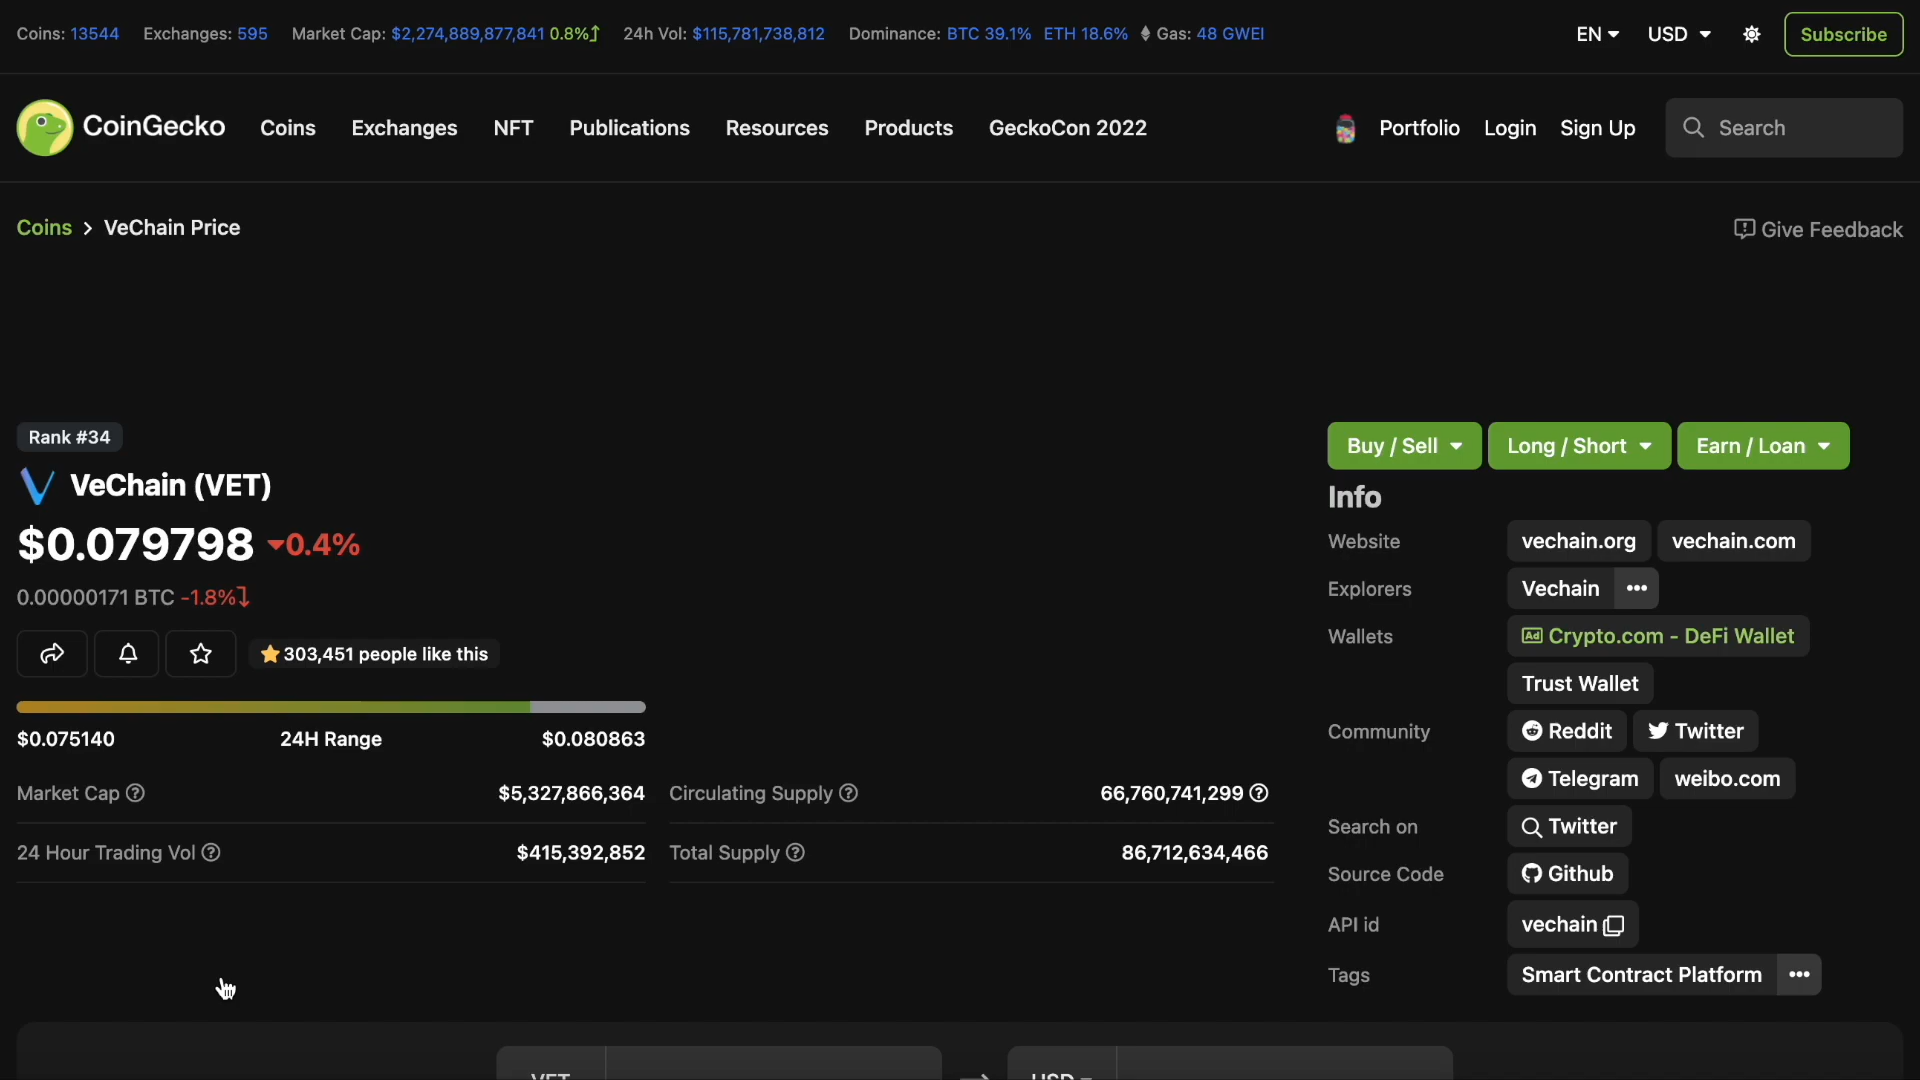 Coins: 13544 Exchanges: 595 Market Cap: $2,274,889,877,841 0.8% 24h Vol: $115,781,738,812 Dominance: BTC 39.1% ETH 18.6% Gas: 48 GWEI EN USD Subscribe
CoinGecko Coins Exchanges NFT Publications Resources Products GeckoCon 2022 Portfolio Login Sign Up Search
Coins > VeChain Price Give Feedback
Rank #34
VeChain (VET)
$0.079798 0.4%
0.00000171 BTC -1.8%
303,451 people like this
$0.075140 24H Range $0.080863
Market Cap $5,327,866,364 Circulating Supply 66,760,741,299
24 Hour Trading Vol $415,392,852 Total Supply 86,712,634,466
Buy / Sell Long / Short Earn / Loan
Info
Website vechain.org vechain.com
Explorers Vechain •••
Wallets Ad Crypto.com - DeFi Wallet
Trust Wallet
Community Reddit Twitter
Telegram weibo.com
Search on Twitter
Source Code Github
API id vechain
Tags Smart Contract Platform •••
VET USD